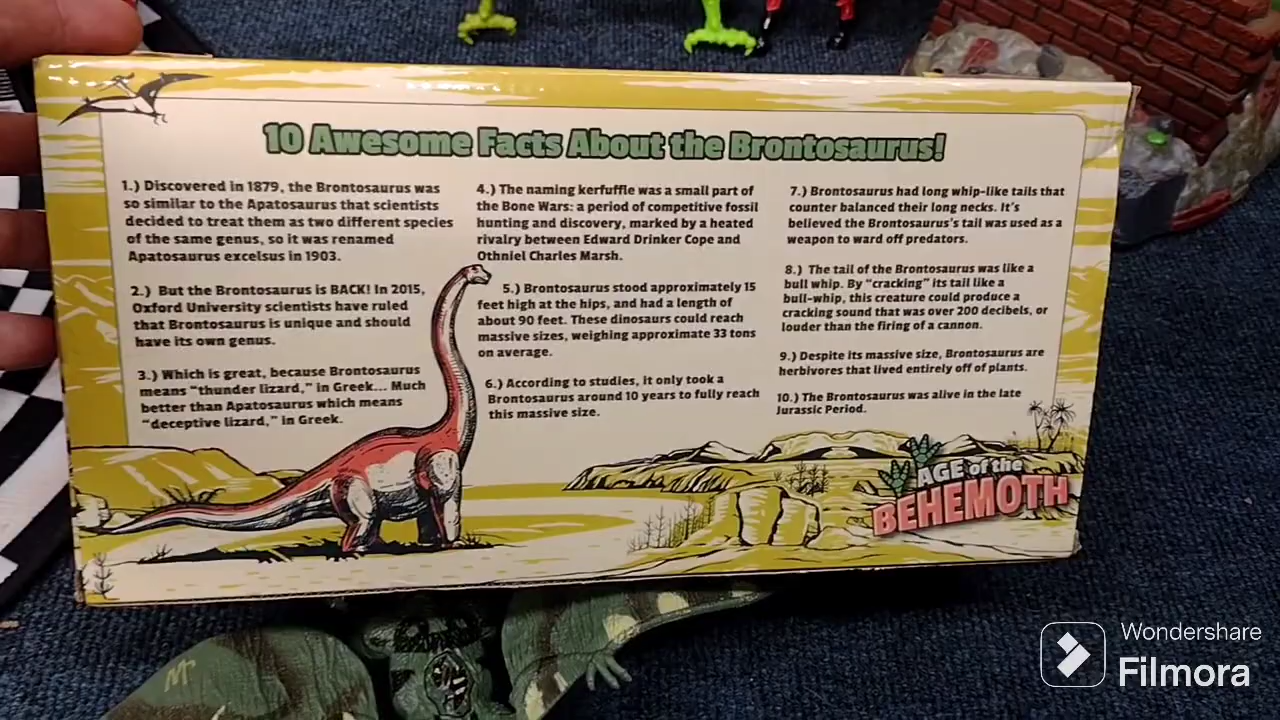 10 Awesome Facts About the Brontosaurus!
1.) Discovered in 1879, the Brontosaurus was
so similar to the Apatosaurus that scientists
decided to treat them as two different species
of the same genus, so it was renamed
Apatosaurus excelsus in 1903.
2.) But the Brontosaurus is BACK! In 2015,
Oxford University scientists have ruled
that Brontosaurus is unique and should
have its own genus.
3.) Which is great, because Brontosaurus
means "thunder lizard," in Greek... Much
better than Apatosaurus which means
"deceptive lizard," in Greek.
4.) The naming kerfuffle was a small part of
the Bone Wars: a period of competitive fossil
hunting and discovery, marked by a heated
rivalry between Edward Drinker Cope and
Othniel Charles Marsh.
5.) Brontosaurus stood approximately 15
feet high at the hips, and had a length of
about 90 feet. These dinosaurs could reach
massive sizes, weighing approximate 33 tons
on average.
6.) According to studies, it only took a
Brontosaurus around 10 years to fully reach
this massive size.
7.) Brontosaurus had long whip-like tails that
counter balanced their long necks. It's
believed the Brontosaurus's tail was used as a
weapon to ward off predators.
8.) The tail of the Brontosaurus was like a
bull whip. By "cracking" its tail like a
bull-whip, this creature could produce a
cracking sound that was over 200 decibels, or
louder than the firing of a cannon.
9.) Despite its massive size, Brontosaurus are
herbivores that lived entirely off of plants.
10.) The Brontosaurus was alive in the late
Jurassic Period.
AGE of the
BEHEMOTH
Wondershare
Filmora